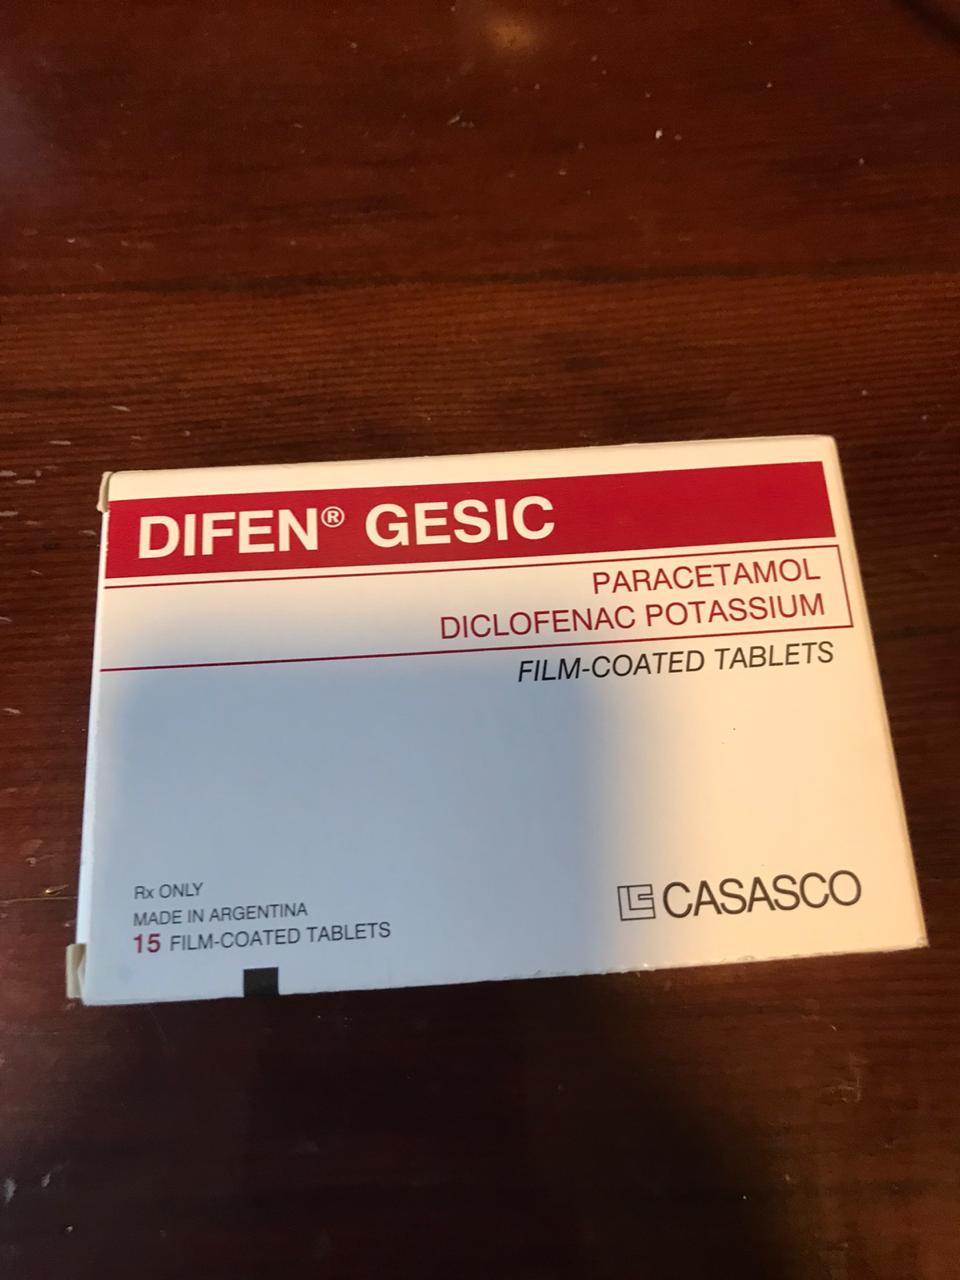 DIFEN® GESIC
PARACETAMOL
DICLOFENAC POTASSIUM
FILM-COATED TABLETS
Rx ONLY
MADE IN ARGENTINA
15 FILM-COATED TABLETS
CASASCO